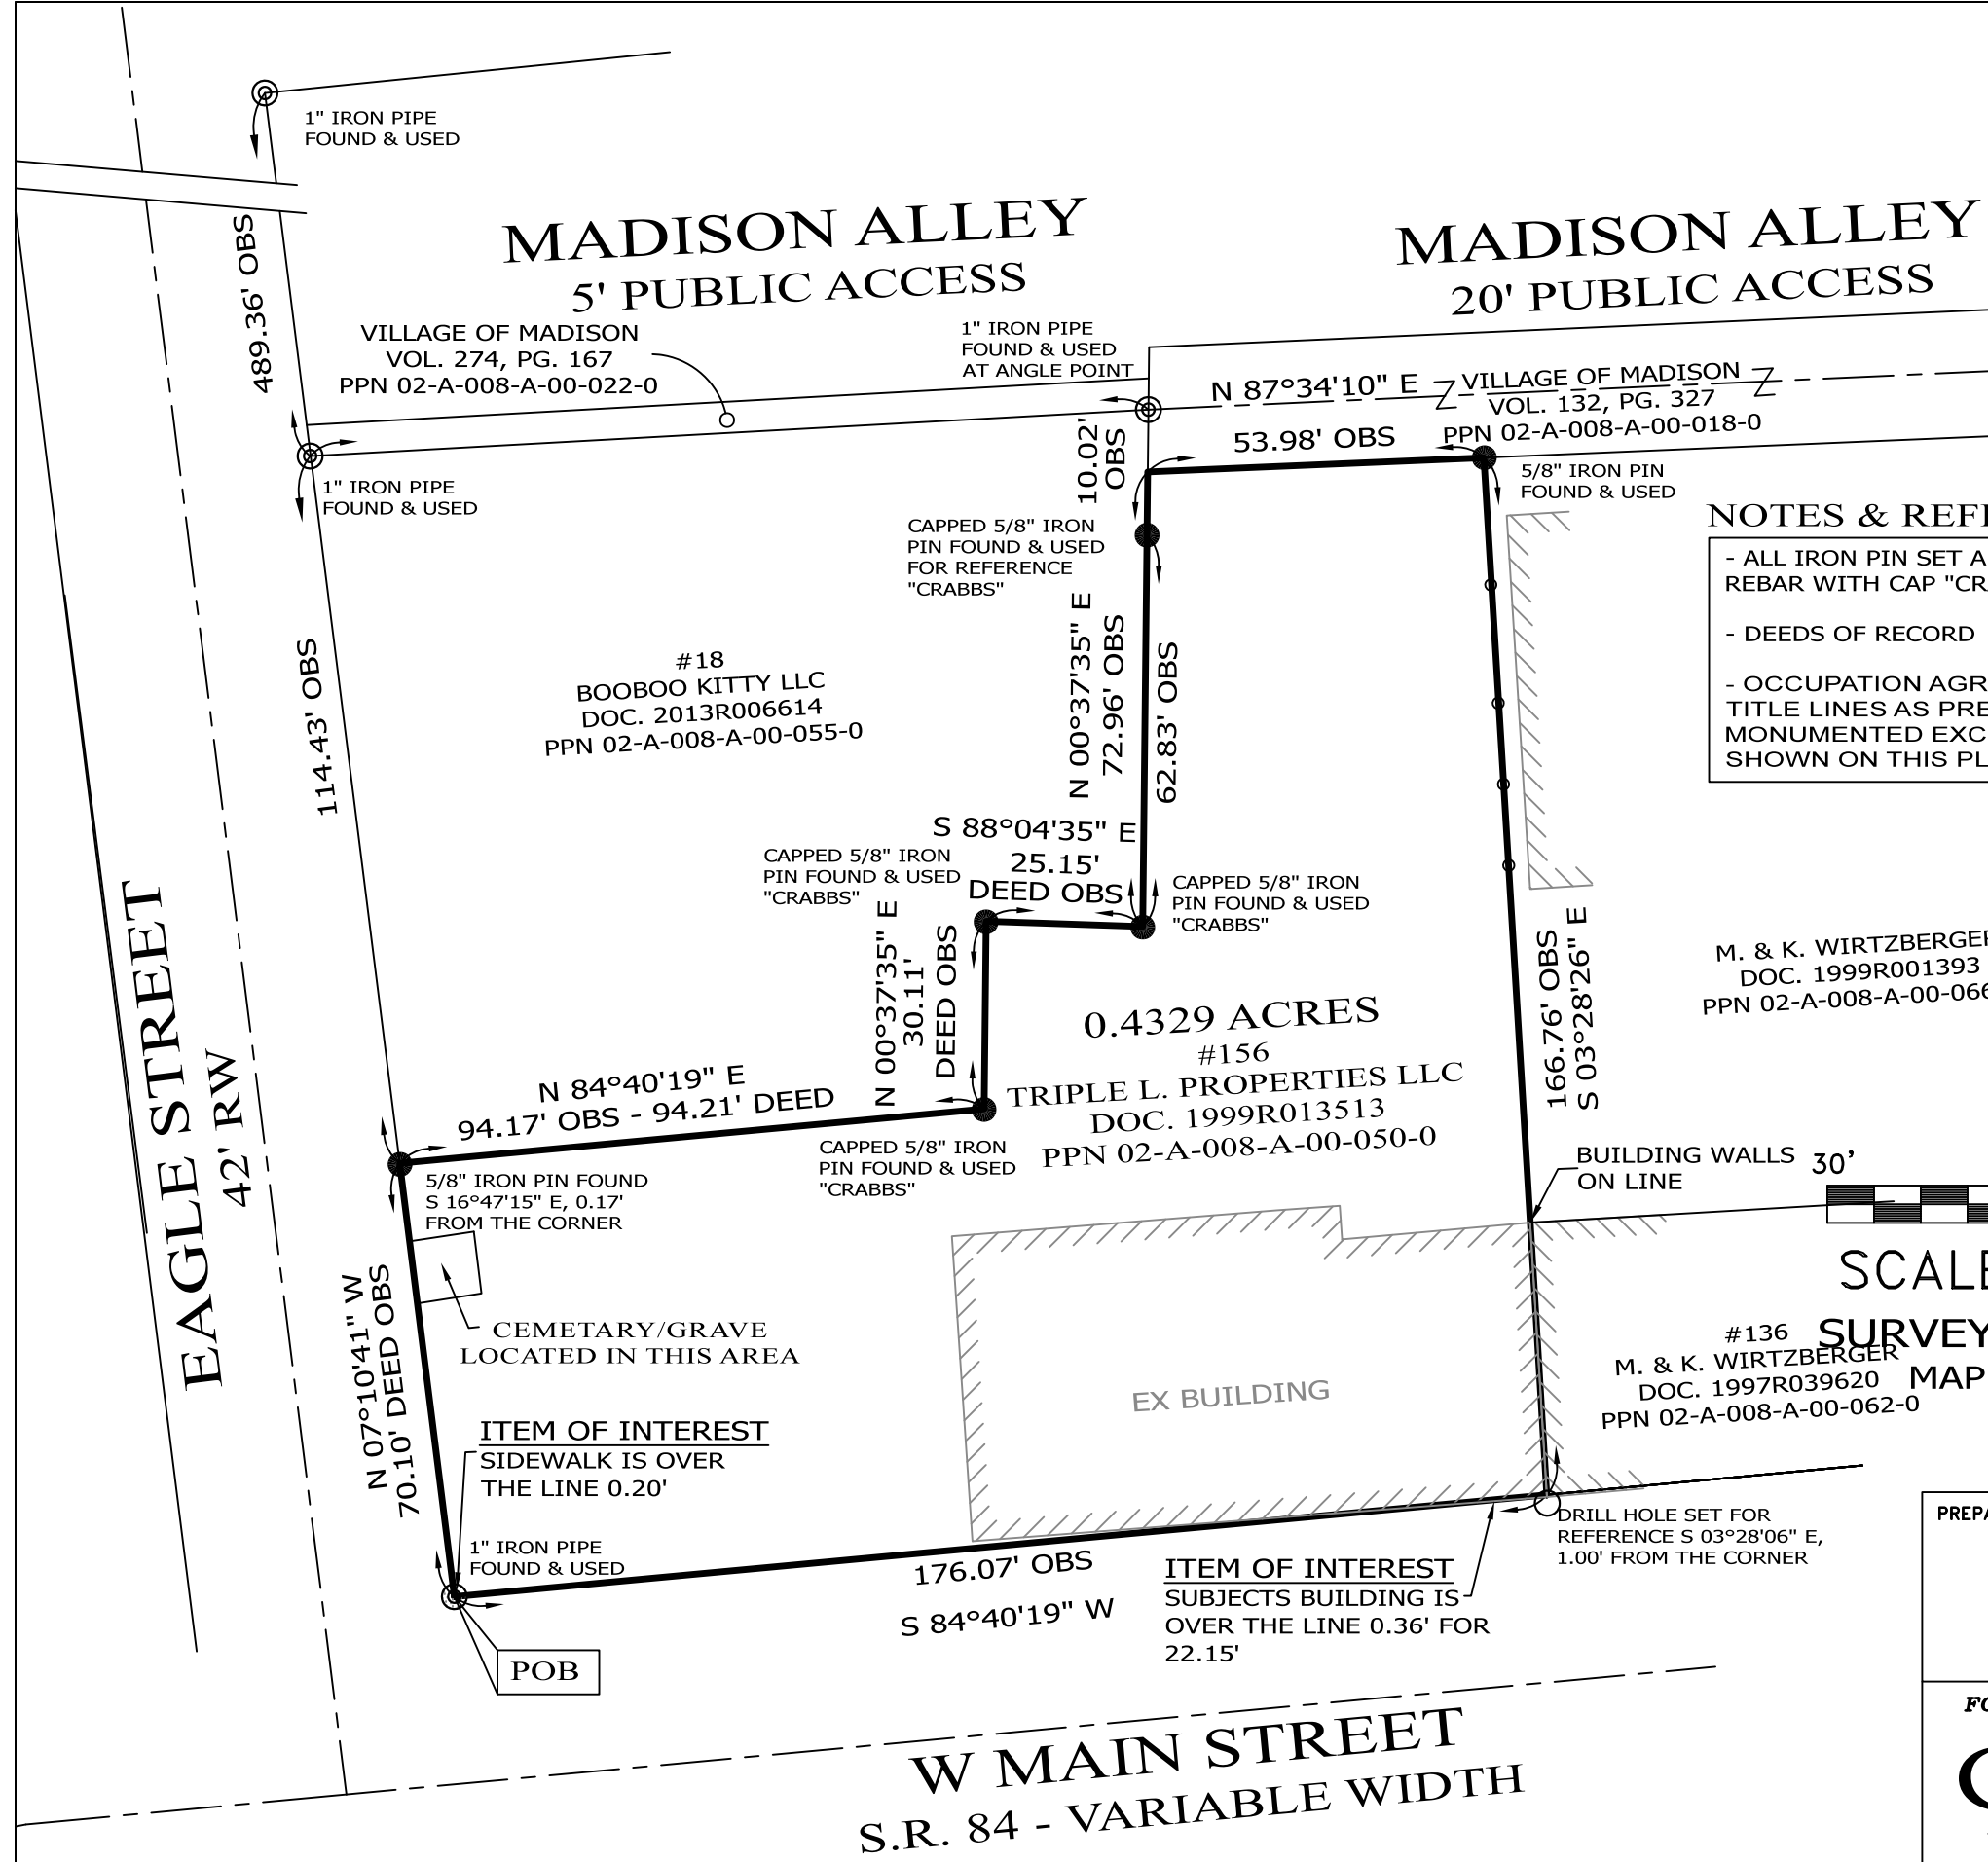 1" IRON PIPE
FOUND & USED
489.36' OBS
MADISON ALLEY
5' PUBLIC ACCESS
MADISON ALLEY
20' PUBLIC ACCESS
VILLAGE OF MADISON
VOL. 274, PG. 167
PPN 02-A-008-A-00-022-0
1" IRON PIPE
FOUND & USED
AT ANGLE POINT
N 87°34'10" E
53.98' OBS
VILLAGE OF MADISON
VOL. 132, PG. 327
PPN 02-A-008-A-00-018-0
10.02'
OBS
1" IRON PIPE
FOUND & USED
5/8" IRON PIN
FOUND & USED
CAPPED 5/8" IRON
PIN FOUND & USED
FOR REFERENCE
"CRABBS"
NOTES & REF
- ALL IRON PIN SET A
REBAR WITH CAP "CR
- DEEDS OF RECORD
- OCCUPATION AGR
TITLE LINES AS PRE
MONUMENTED EXC
SHOWN ON THIS PL
114.43' OBS
#18
BOOBOO KITTY LLC
DOC. 2013R006614
PPN 02-A-008-A-00-055-0
N 00°37'35" E
72.96' OBS
62.83' OBS
S 88°04'35" E
25.15'
DEED OBS
CAPPED 5/8" IRON
PIN FOUND & USED
"CRABBS"
CAPPED 5/8" IRON
PIN FOUND & USED
"CRABBS"
N 00°37'35" E
30.11'
DEED OBS
166.76' OBS
S 03°28'26" E
M. & K. WIRTZBERGER
DOC. 1999R001393
PPN 02-A-008-A-00-066
EAGLE STREET
42' RW
0.4329 ACRES
#156
TRIPLE L. PROPERTIES LLC
DOC. 1999R013513
PPN 02-A-008-A-00-050-0
N 84°40'19" E
94.17' OBS - 94.21' DEED
CAPPED 5/8" IRON
PIN FOUND & USED
"CRABBS"
5/8" IRON PIN FOUND
S 16°47'15" E, 0.17'
FROM THE CORNER
BUILDING WALLS
ON LINE
30'
SCALE
SURVEY
MAP
#136
M. & K. WIRTZBERGER
DOC. 1997R039620
PPN 02-A-008-A-00-062-0
CEMETARY/GRAVE
LOCATED IN THIS AREA
N 07°10'41" W
70.10' DEED OBS
EX BUILDING
ITEM OF INTEREST
SIDEWALK IS OVER
THE LINE 0.20'
1" IRON PIPE
FOUND & USED
DRILL HOLE SET FOR
REFERENCE S 03°28'06" E,
1.00' FROM THE CORNER
PREPA
176.07' OBS
S 84°40'19" W
ITEM OF INTEREST
SUBJECTS BUILDING IS
OVER THE LINE 0.36' FOR
22.15'
POB
FO
W MAIN STREET
S.R. 84 - VARIABLE WIDTH